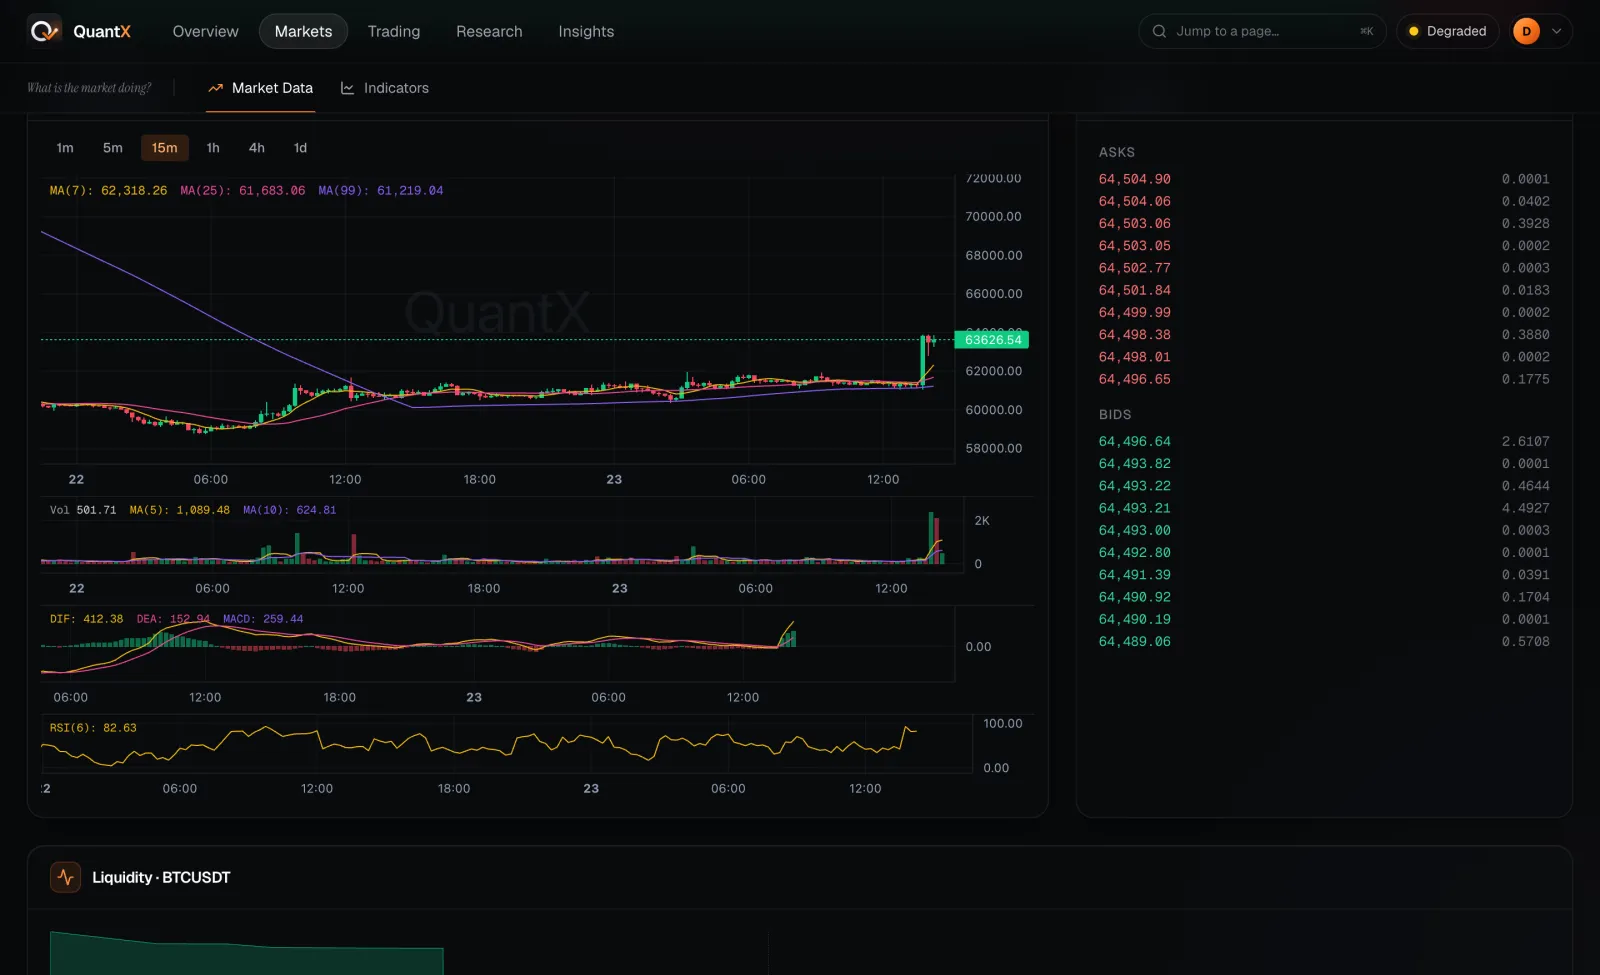 QuantX
Overview
Markets
Trading
Research
Insights
Jump to a page…
⌘K
Degraded
D
What is the market doing?
Market Data
Indicators
1m 5m 15m 1h 4h 1d
MA(7): 62,318.26 MA(25): 61,683.06 MA(99): 61,219.04
QuantX
72000.00
70000.00
68000.00
66000.00
64000.00
63626.54
62000.00
60000.00
58000.00
22 06:00 12:00 18:00 23 06:00 12:00
Vol 501.71 MA(5): 1,089.48 MA(10): 624.81
2K
0
22 06:00 12:00 18:00 23 06:00 12:00
DIF: 412.38 DEA: 152.94 MACD: 259.44
0.00
06:00 12:00 18:00 23 06:00 12:00
RSI(6): 82.63
100.00
0.00
22 06:00 12:00 18:00 23 06:00 12:00
ASKS
64,504.90 0.0001
64,504.06 0.0402
64,503.06 0.3928
64,503.05 0.0002
64,502.77 0.0003
64,501.84 0.0183
64,499.99 0.0002
64,498.38 0.3880
64,498.01 0.0002
64,496.65 0.1775
BIDS
64,496.64 2.6107
64,493.82 0.0001
64,493.22 0.4644
64,493.21 4.4927
64,493.00 0.0003
64,492.80 0.0001
64,491.39 0.0391
64,490.92 0.1704
64,490.19 0.0001
64,489.06 0.5708
Liquidity · BTCUSDT